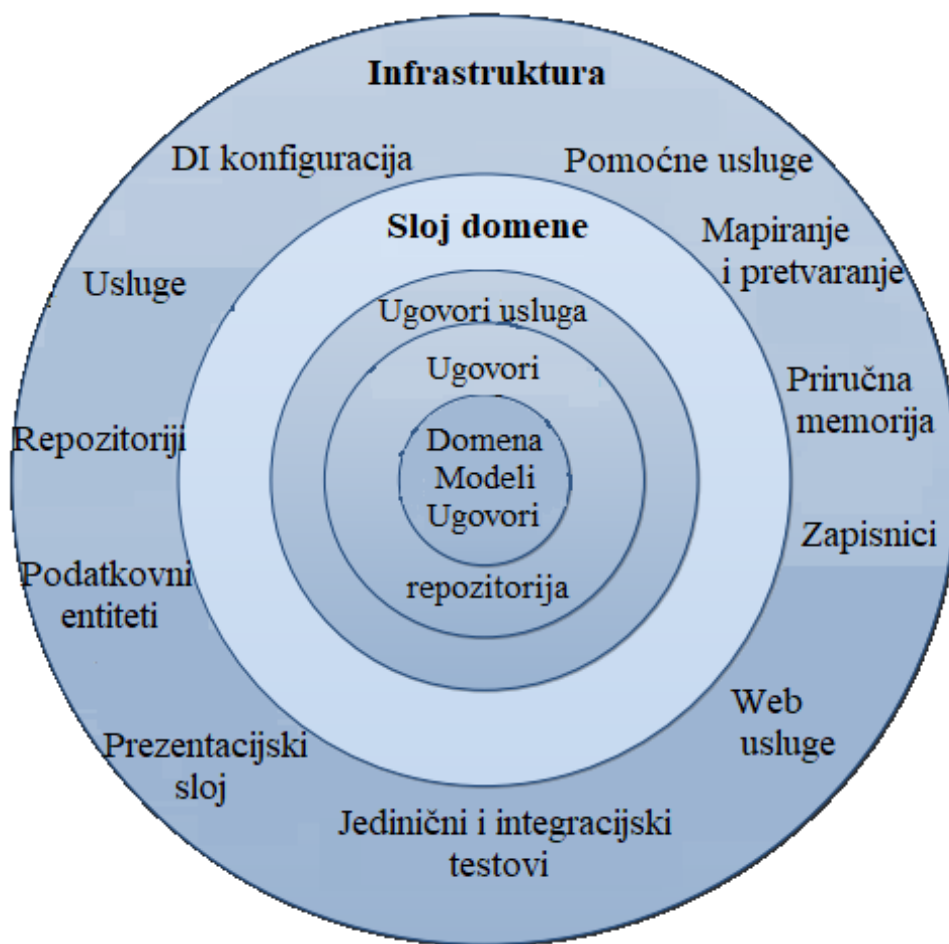 Infrastruktura
DI konfiguracija
Pomoćne usluge
Sloj domene
Mapiranje
i pretvaranje
Usluge
Ugovori usluga
Ugovori
Priručna
memorija
Repozitoriji
Domena
Modeli
Ugovori
Zapisnici
Podatkovni
entiteti
repozitorija
Web
usluge
Prezentacijski
sloj
Jedinični i integracijski
testovi